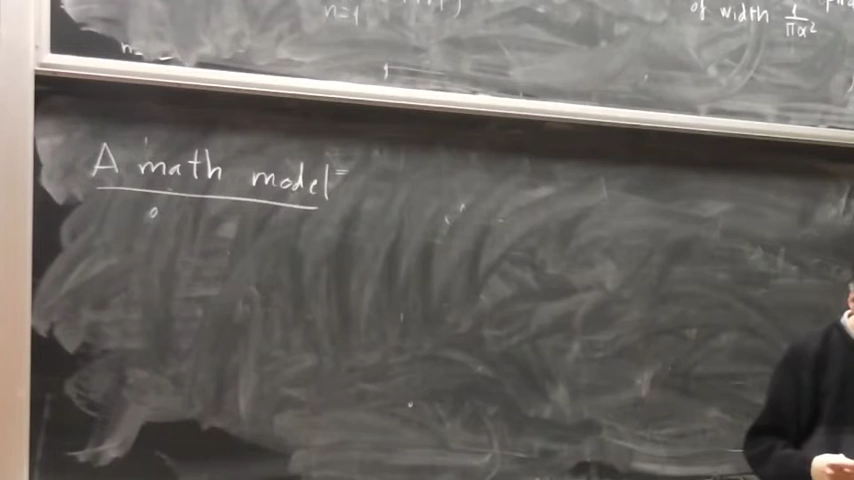 n=1
of width 1/πα²
A math model